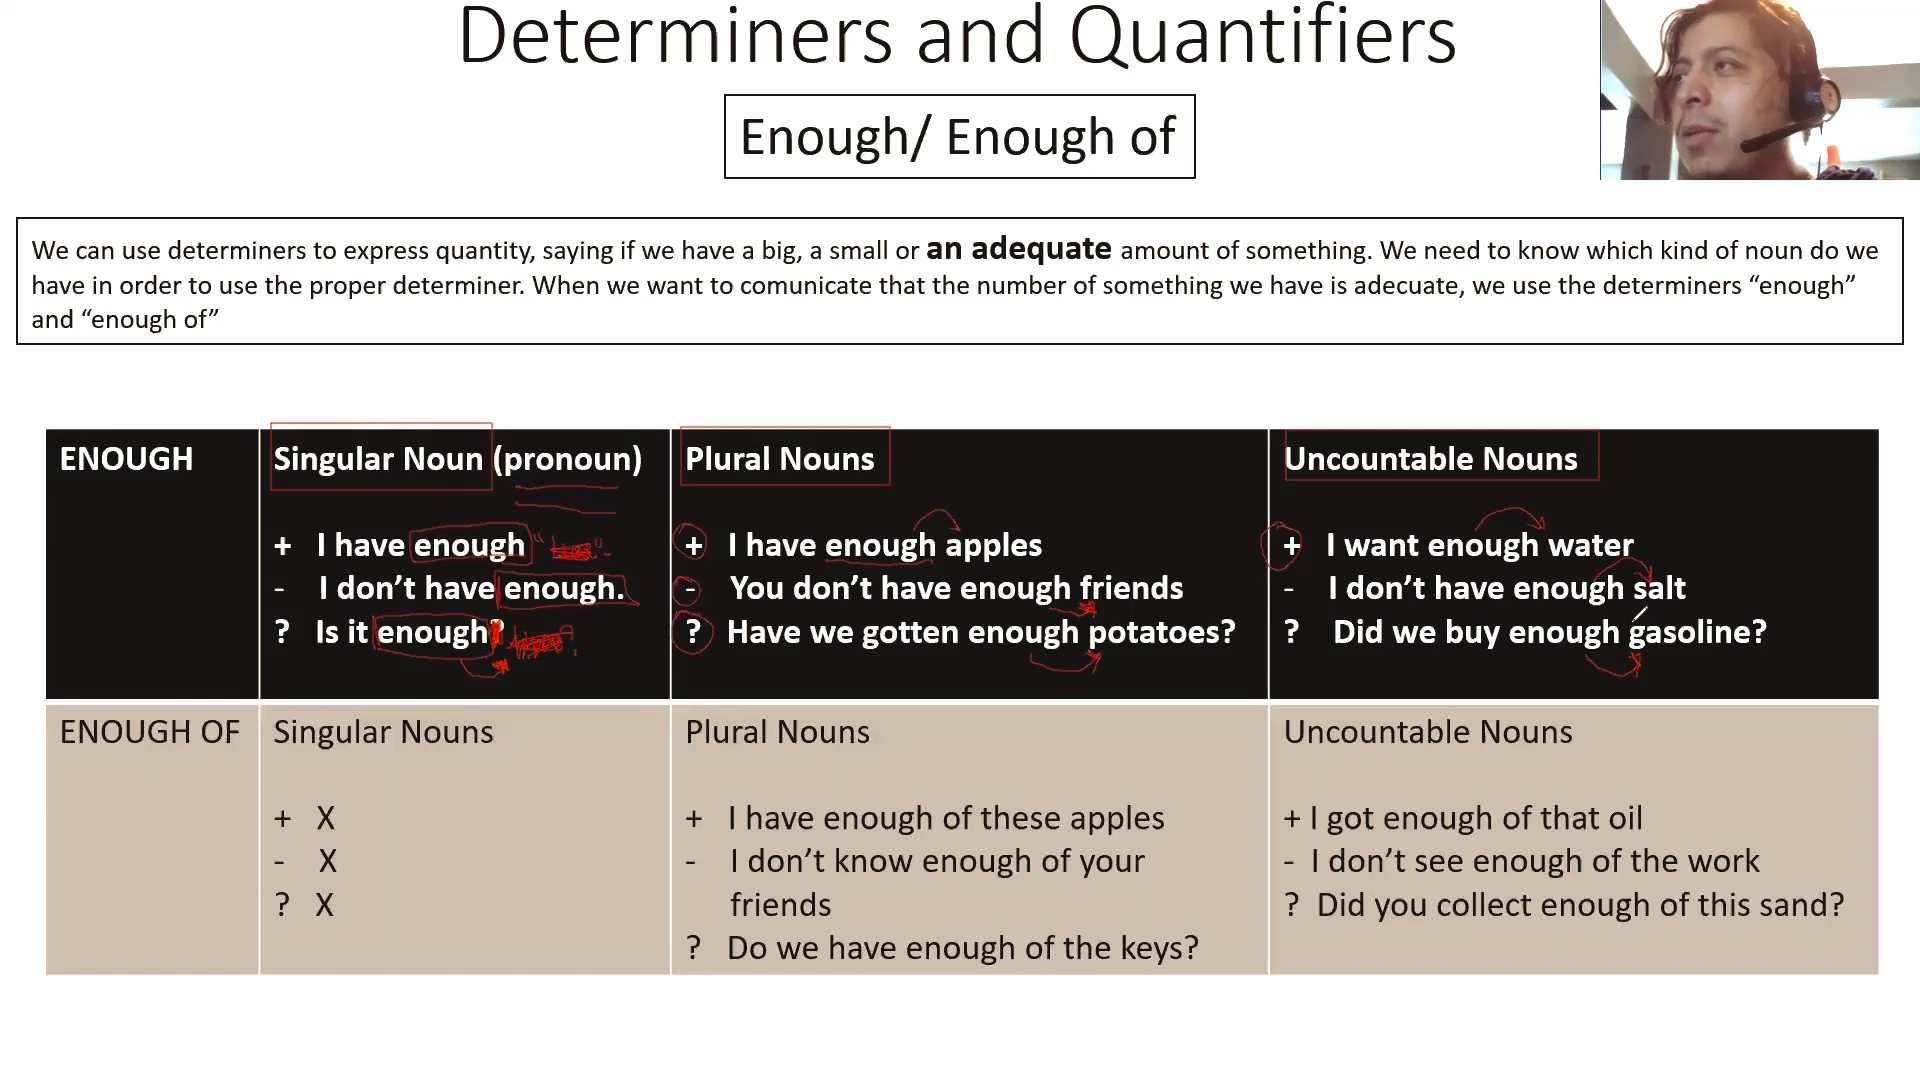 Determiners and Quantifiers
Enough/ Enough of
We can use determiners to express quantity, saying if we have a big, a small or an adequate amount of something. We need to know which kind of noun do we
have in order to use the proper determiner. When we want to comunicate that the number of something we have is adecuate, we use the determiners “enough”
and “enough of”
ENOUGH
Singular Noun (pronoun)
+ I have enough
- I don’t have enough.
? Is it enough?
Plural Nouns
+ I have enough apples
- You don’t have enough friends
? Have we gotten enough potatoes?
Uncountable Nouns
+ I want enough water
- I don’t have enough salt
? Did we buy enough gasoline?
ENOUGH OF
Singular Nouns
+ X
- X
? X
Plural Nouns
+ I have enough of these apples
- I don’t know enough of your
friends
? Do we have enough of the keys?
Uncountable Nouns
+ I got enough of that oil
- I don’t see enough of the work
? Did you collect enough of this sand?